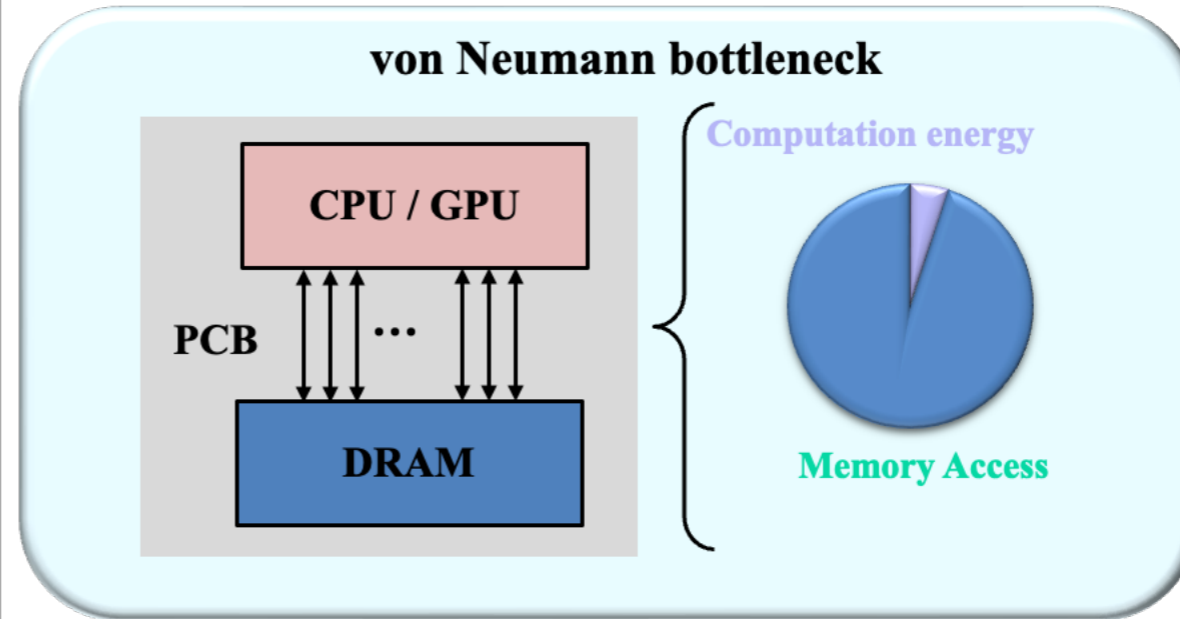 von Neumann bottleneck
CPU / GPU
PCB
...
DRAM
Computation energy
Memory Access